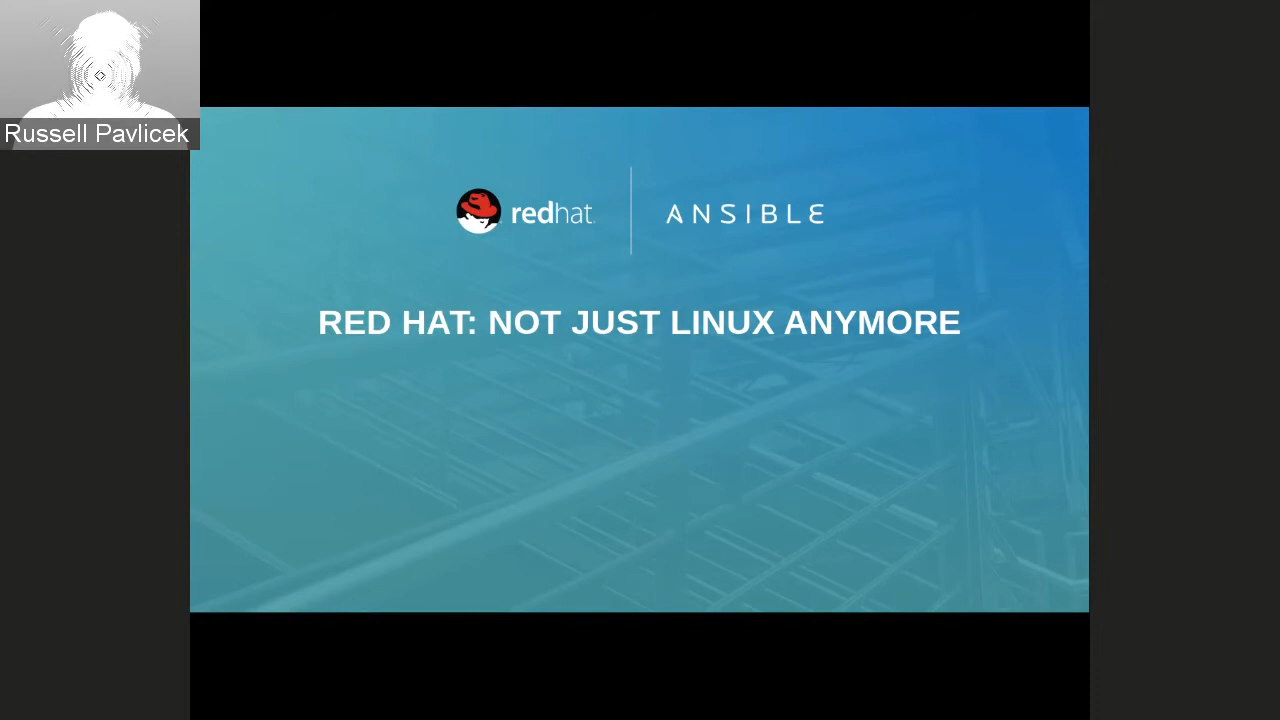 Russell Pavlicek
redhat.
ANSIBLE
RED HAT: NOT JUST LINUX ANYMORE